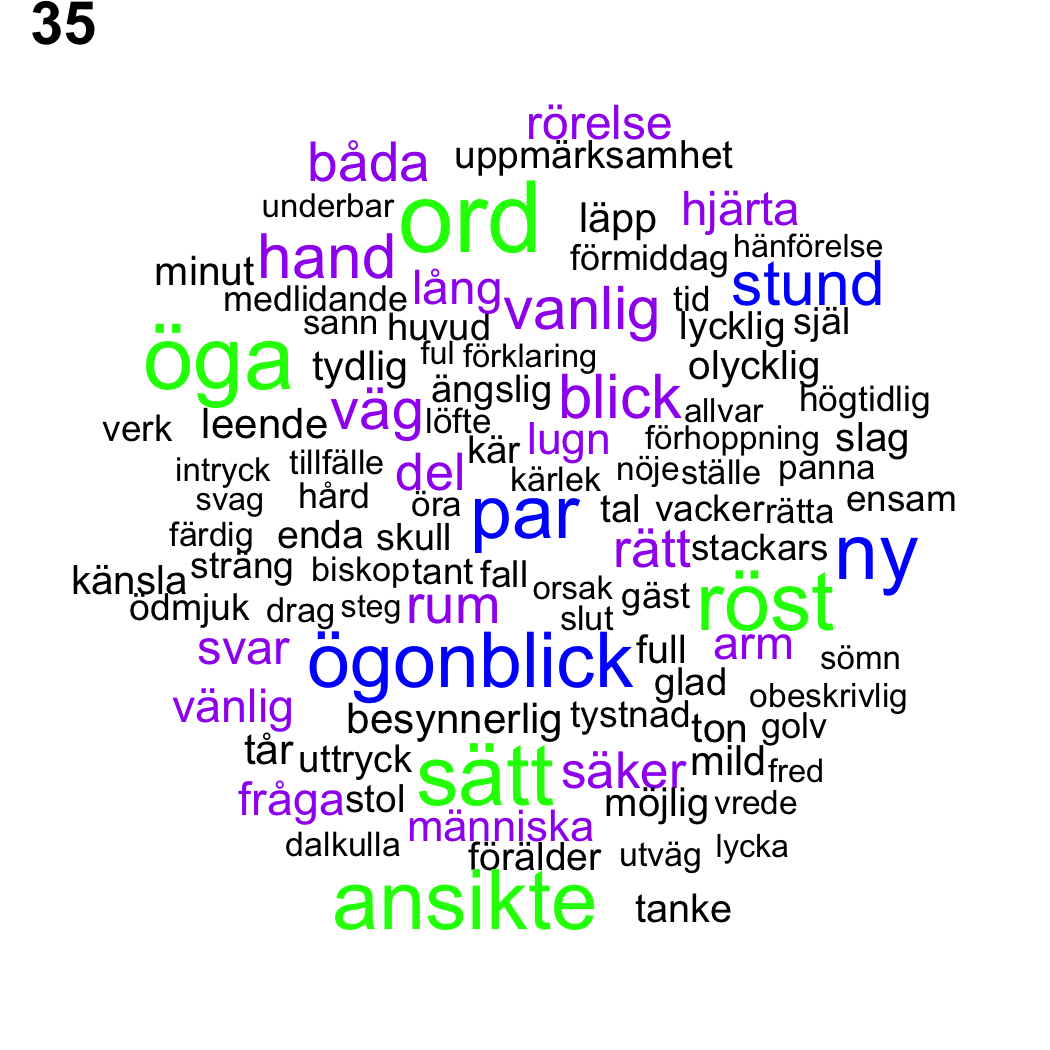 35
rörelse
båda uppmärksamhet
underbar ord läpp hjärta
minut hand förmiddag hänförelse
medlidande lång vanlig tid stund
sann huvud lycklig själ
öga tydlig ful förklaring olycklig
ängslig blick allvar högtidlig
verk leende väg löfte
kär lugn förhoppning slag
intryck tillfälle del kärlek nöje ställe panna
svag hård öra par tal vacker rätta ensam
färdig enda skull rätt stackars ny
känsla sträng biskop tant fall orsak gäst röst
ödmjuk drag steg rum slut
svar ögonblick full arm sömn
vänlig glad obeskrivlig
besynnerlig tystnad ton golv
tår uttryck sätt säker mild fred
fråga stol möjlig vrede
dalkulla människa
förälder utväg lycka
ansikte tanke